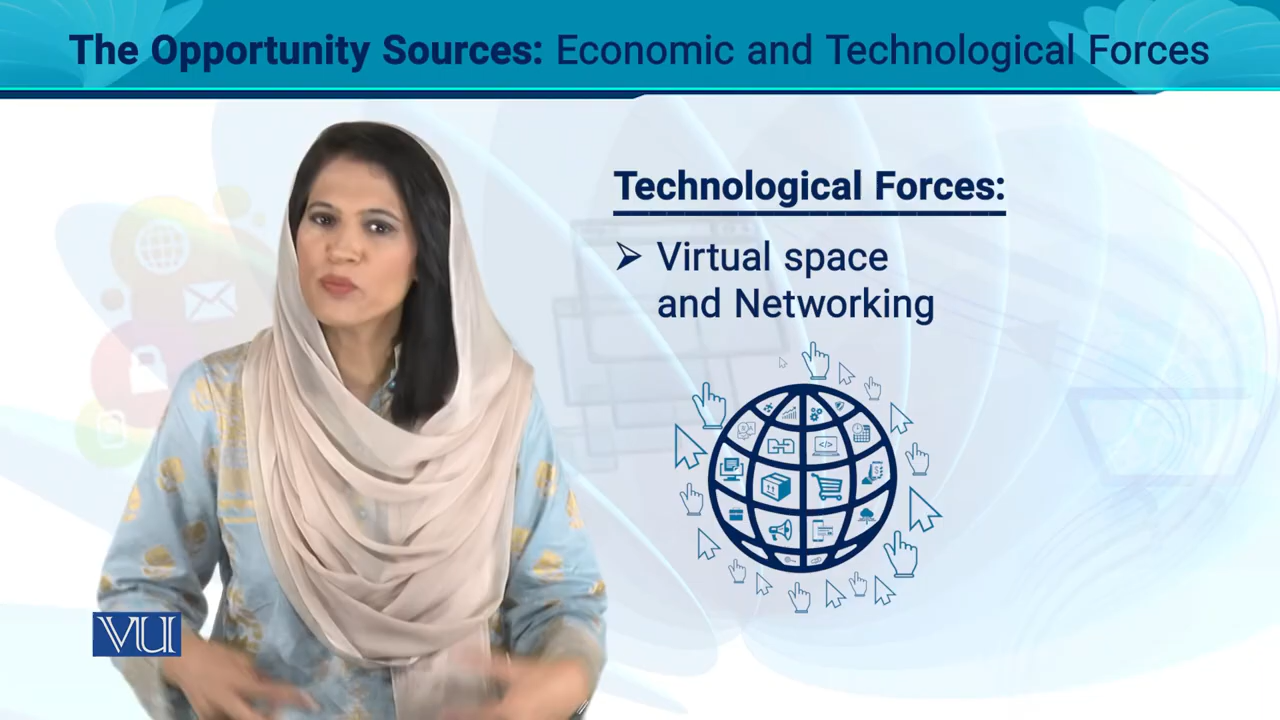 The Opportunity Sources: Economic and Technological Forces
Technological Forces:
➢ Virtual space
and Networking
VU